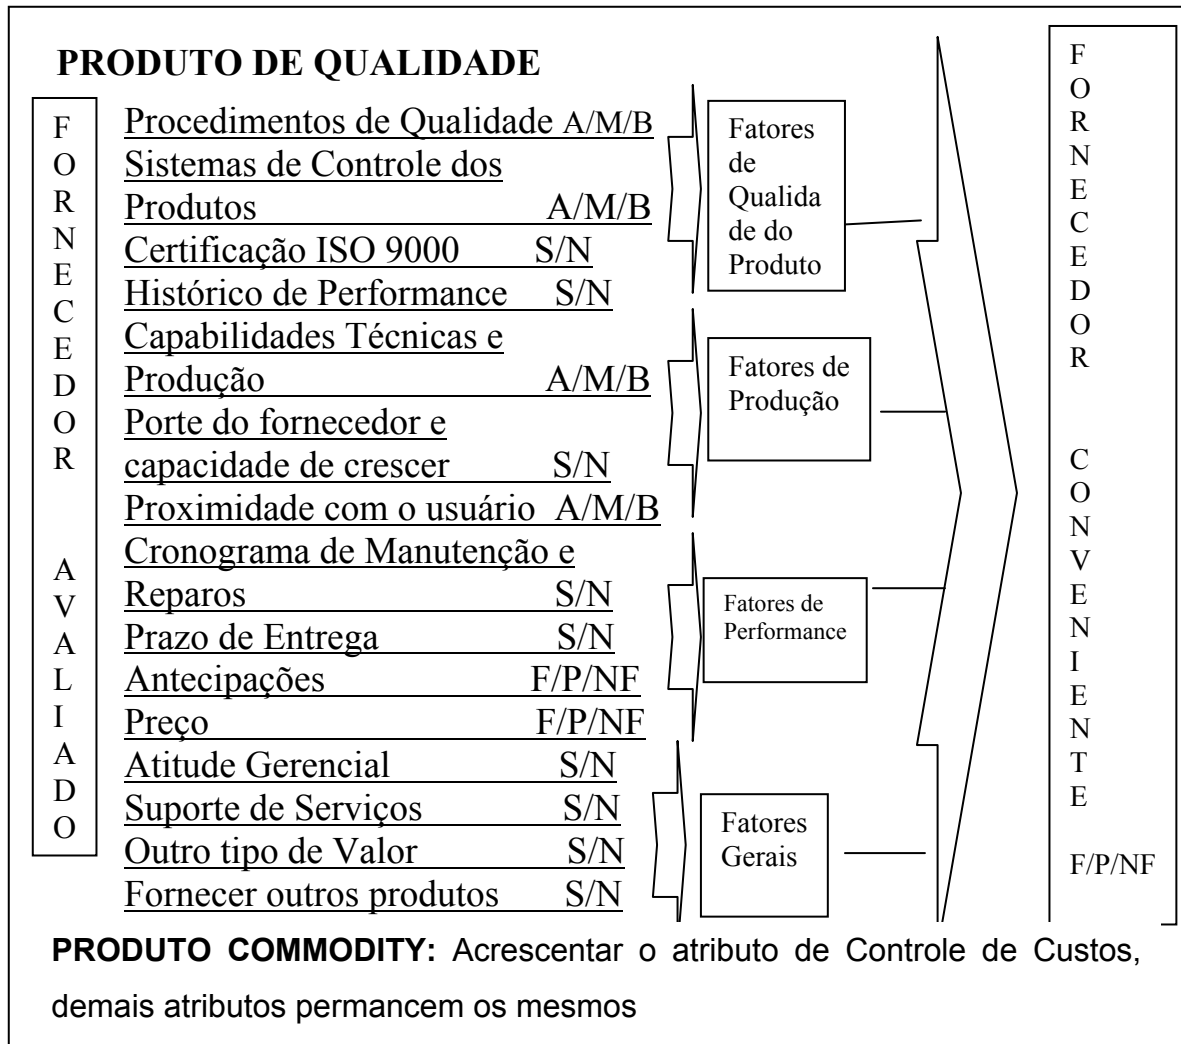 PRODUTO DE QUALIDADE
FORNECEDOR AVALIADO
Procedimentos de Qualidade A/M/B
Sistemas de Controle dos
Produtos A/M/B
Certificação ISO 9000 S/N
Histórico de Performance S/N
Capabilidades Técnicas e
Produção A/M/B
Porte do fornecedor e
capacidade de crescer S/N
Proximidade com o usuário A/M/B
Cronograma de Manutenção e
Reparos S/N
Prazo de Entrega S/N
Antecipações F/P/NF
Preço F/P/NF
Atitude Gerencial S/N
Suporte de Serviços S/N
Outro tipo de Valor S/N
Fornecer outros produtos S/N
Fatores
de
Qualida
de do
Produto
Fatores de
Produção
Fatores de
Performance
Fatores
Gerais
FORNECEDOR CONVENIENTE
F/P/NF
PRODUTO COMMODITY: Acrescentar o atributo de Controle de Custos,
demais atributos permancem os mesmos